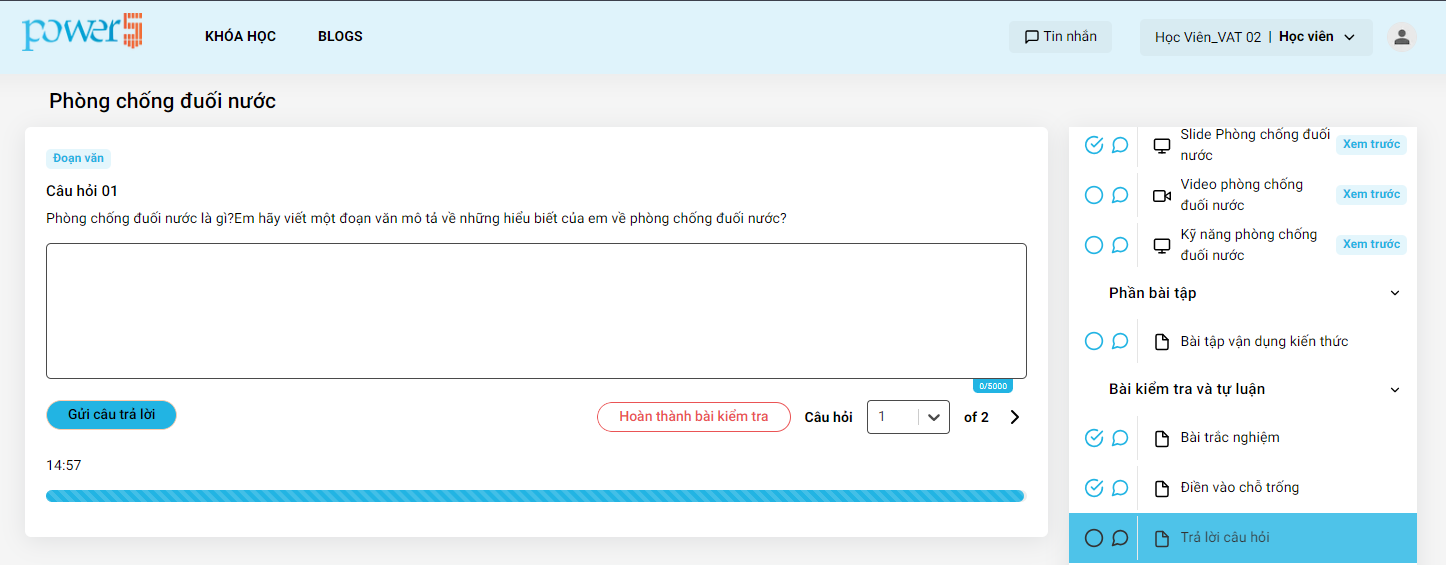 power5
KHÓA HỌC
BLOGS
Tin nhắn
Học Viên_VAT 02 | Học viên
Phòng chống đuối nước
Đoạn văn
Câu hỏi 01
Phòng chống đuối nước là gì?Em hãy viết một đoạn văn mô tả về những hiểu biết của em về phòng chống đuối nước?
0/5000
Gửi câu trả lời
Hoàn thành bài kiểm tra
Câu hỏi
1
of 2
14:57
Slide Phòng chống đuối
nước
Xem trước
Video phòng chống
đuối nước
Xem trước
Kỹ năng phòng chống
đuối nước
Xem trước
Phần bài tập
Bài tập vận dụng kiến thức
Bài kiểm tra và tự luận
Bài trắc nghiệm
Điền vào chỗ trống
Trả lời câu hỏi